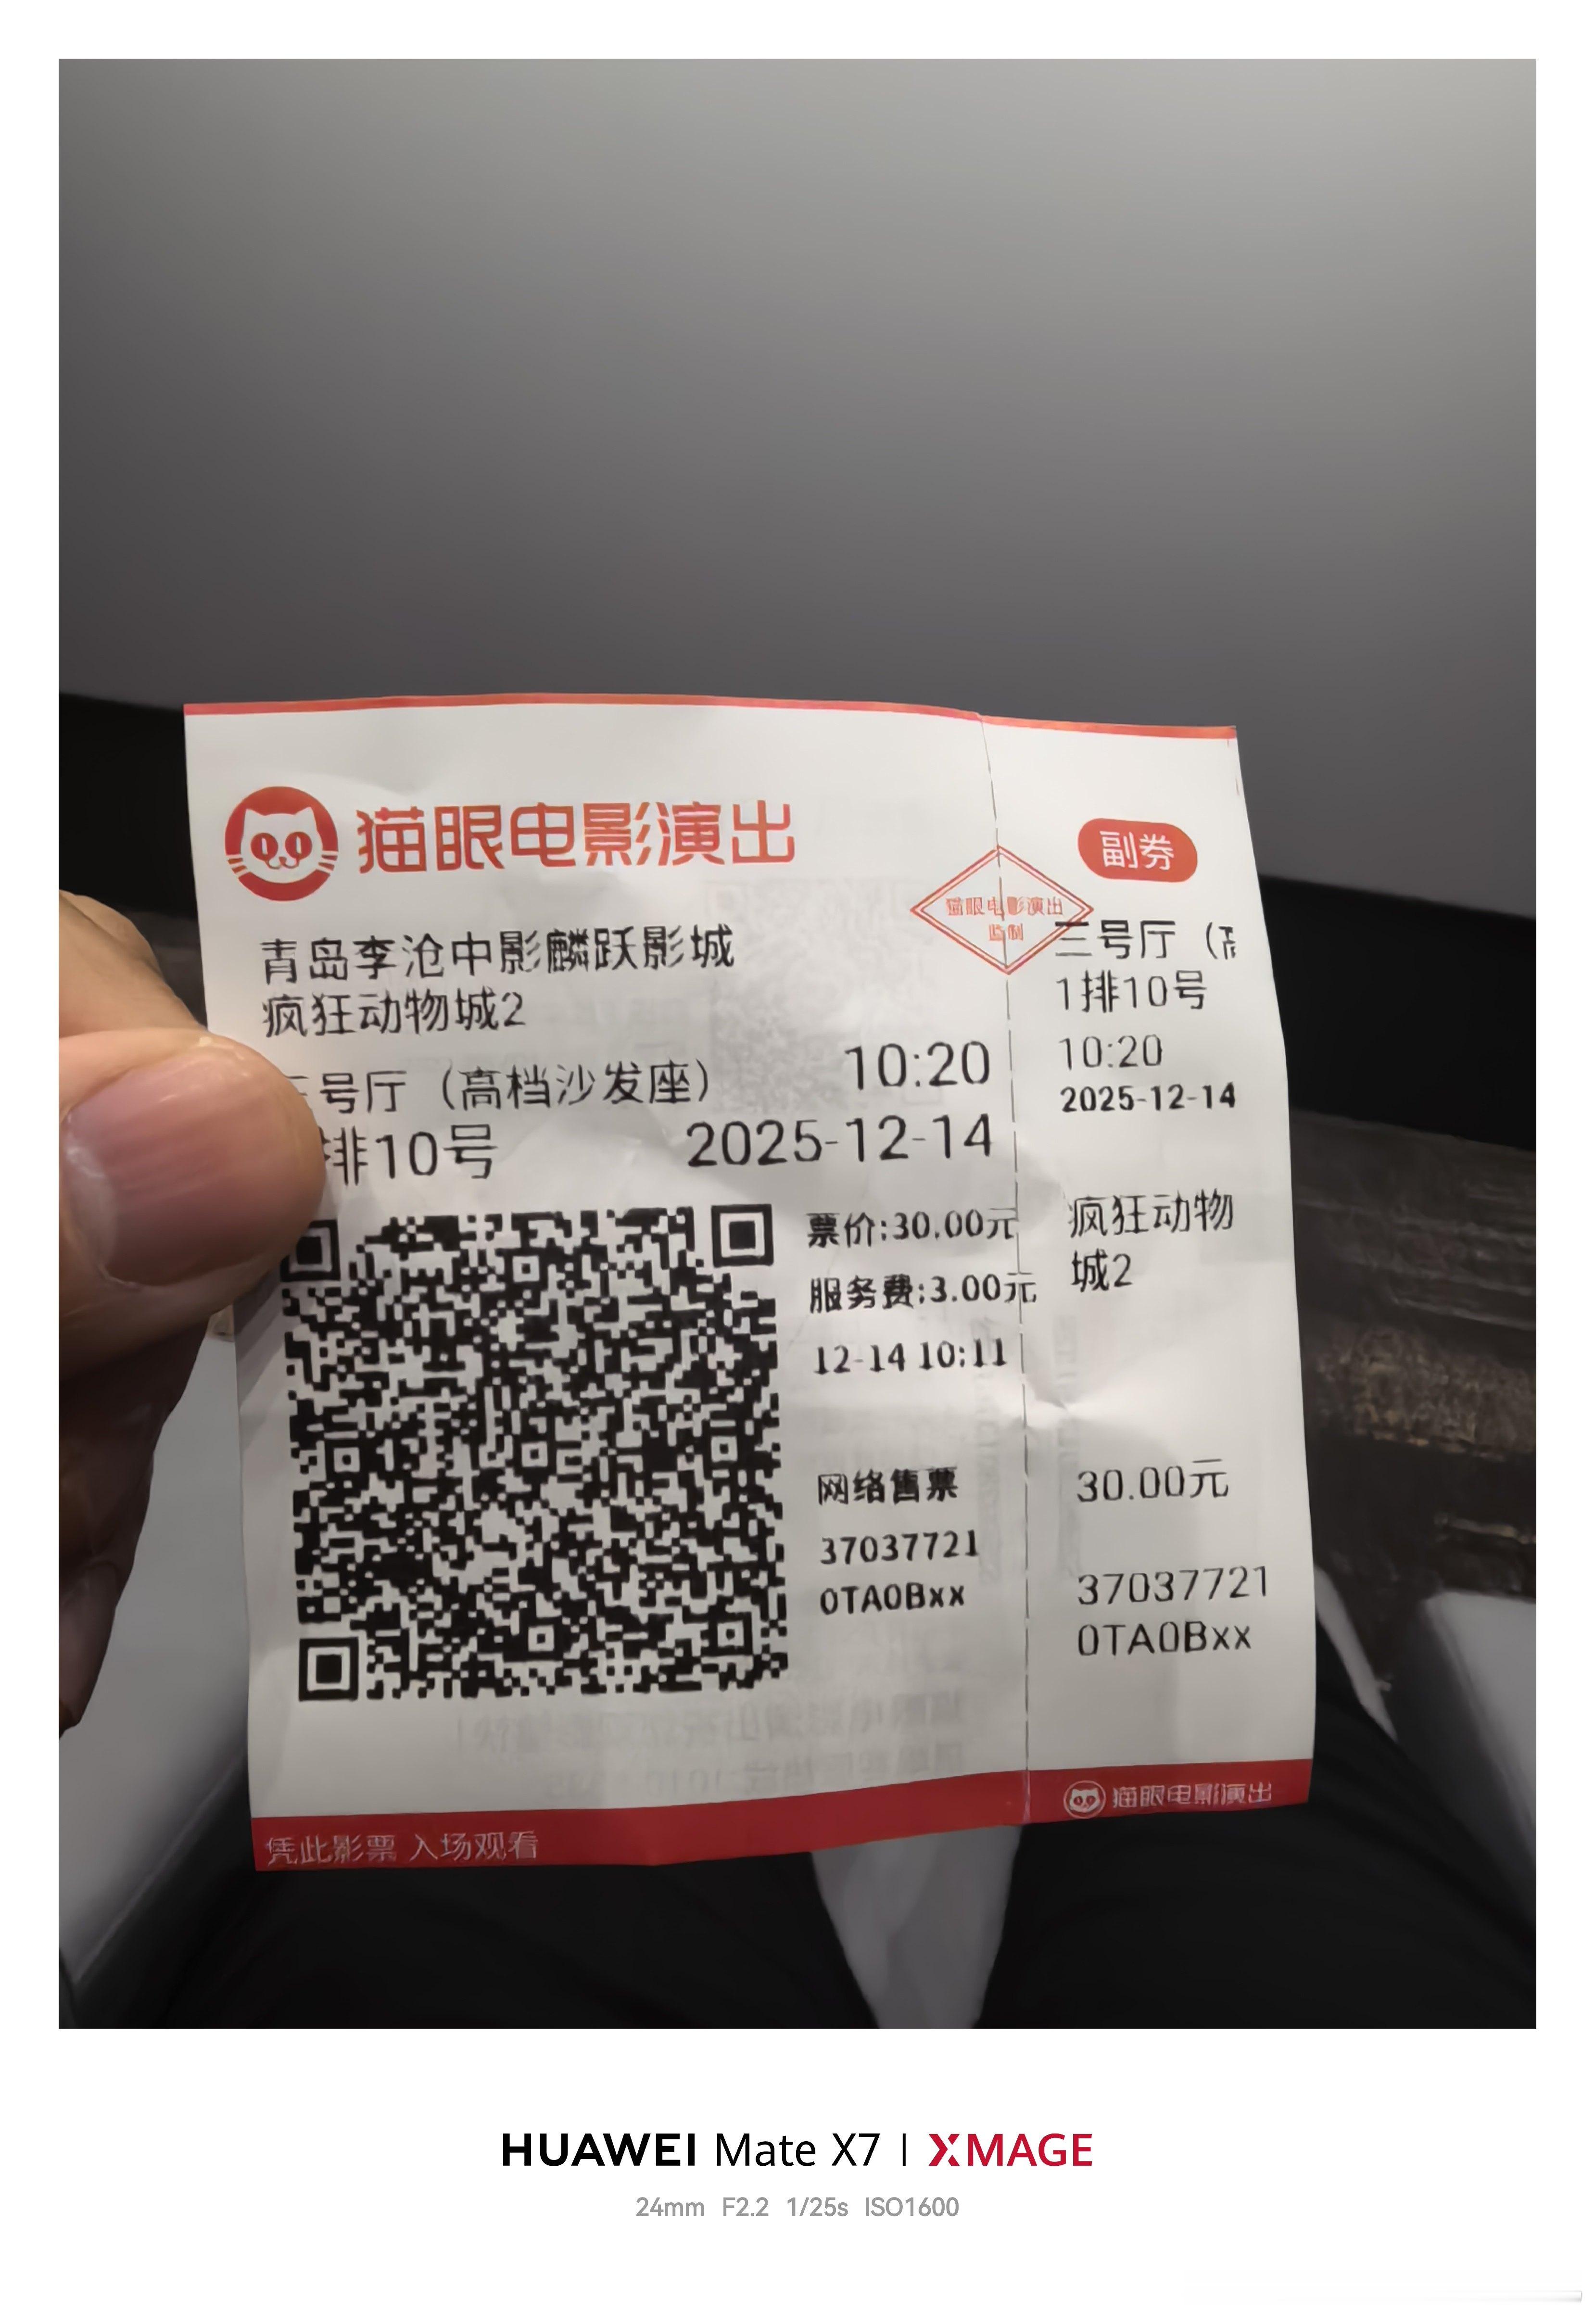 猫眼电影演出
青岛李沧中影麟跃影城
疯狂动物城2
号厅（高档沙发座）
10:20
排10号
2025-12-14
票价:30.00元
服务费:3.00元
12-14 10:11
网络售票
37037721
0TA0Bxx
凭此影票 入场观看
猫眼电影演出
监制
副券
三号厅（
1排10号
10:20
2025-12-14
疯狂动物
城2
30.00元
37037721
0TA0Bxx
猫眼电影演出
HUAWEI Mate X7 | XMAGE
24mm F2.2 1/25s ISO1600